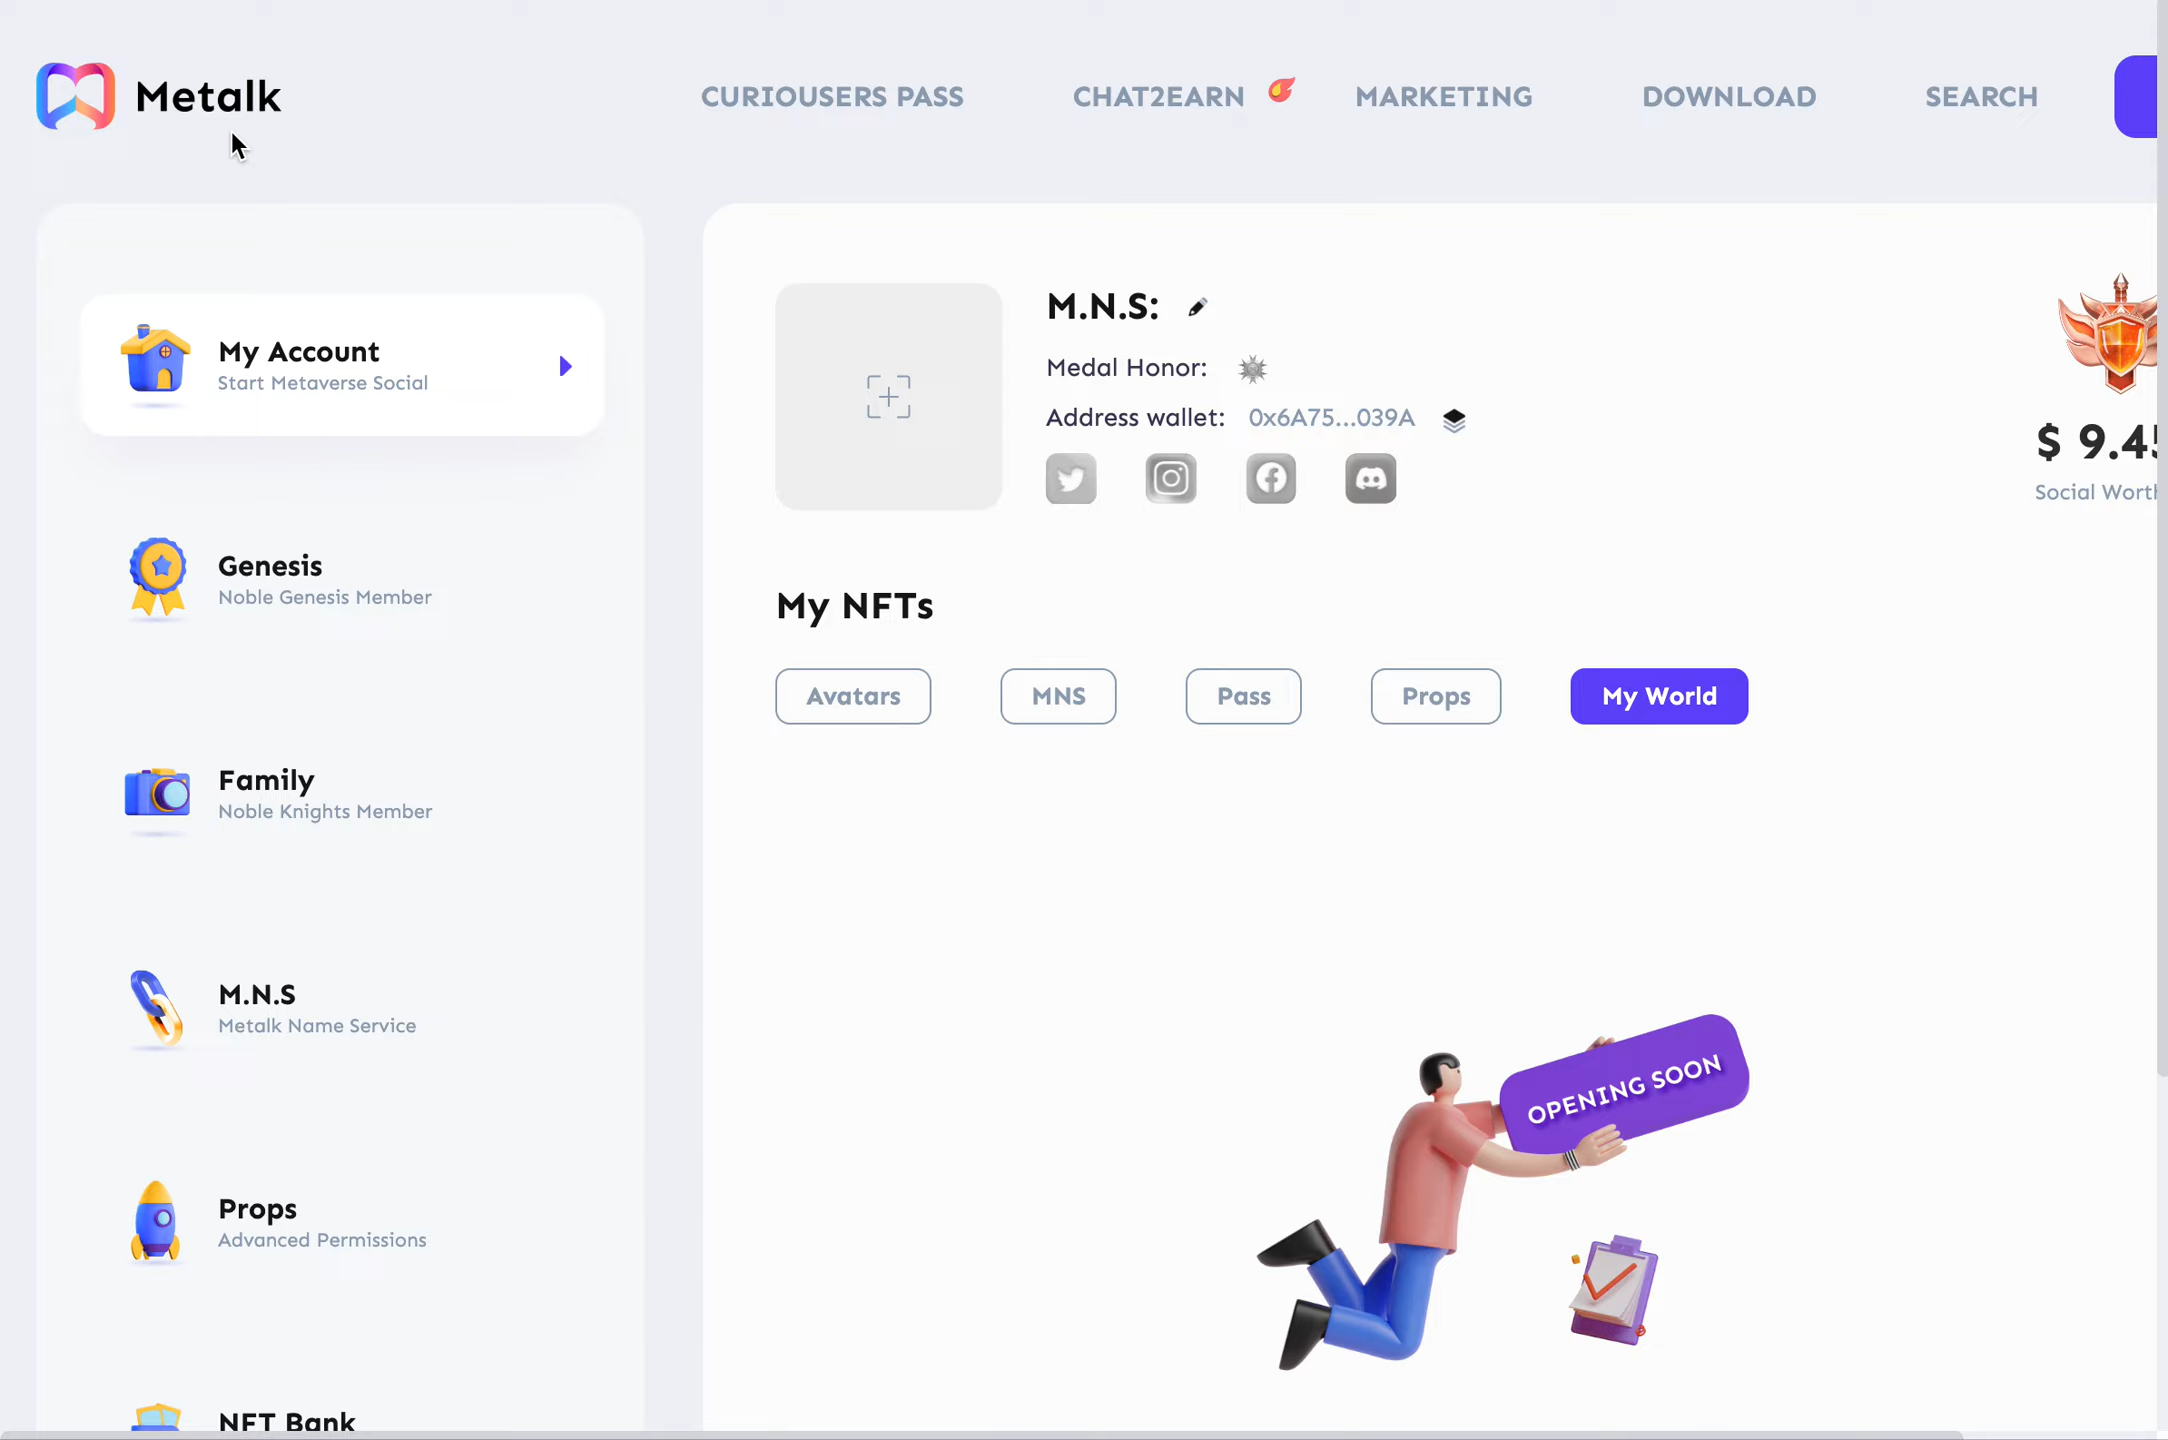 Metalk
CURIOUSERS PASS
CHAT2EARN
MARKETING
DOWNLOAD
SEARCH
My Account
Start Metaverse Social
Genesis
Noble Genesis Member
Family
Noble Knights Member
M.N.S
Metalk Name Service
Props
Advanced Permissions
NFT Bank
M.N.S:
Medal Honor:
Address wallet: 0x6A75...039A
$ 9.45
Social Worth
My NFTs
Avatars
MNS
Pass
Props
My World
OPENING SOON